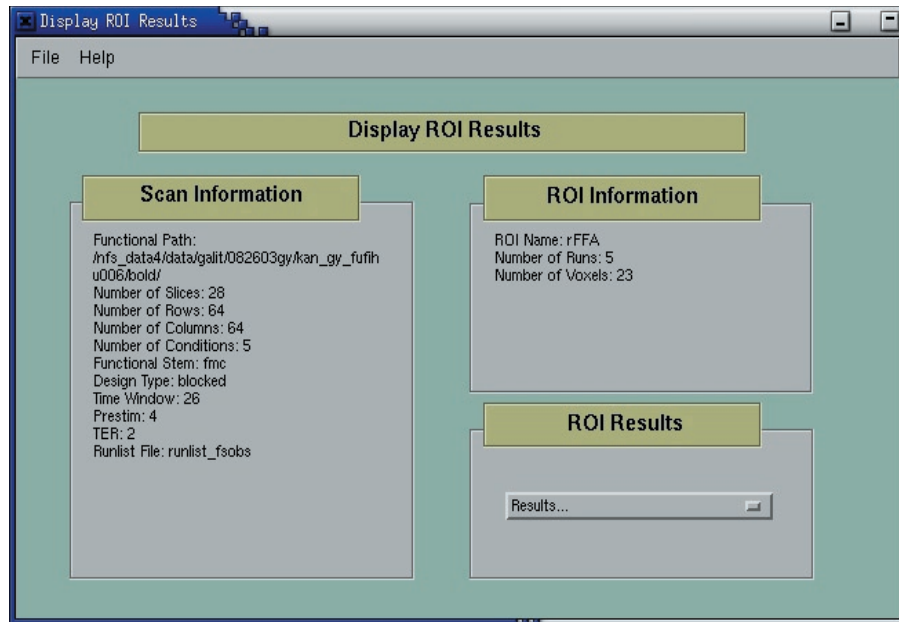 Display ROI Results
File Help
Display ROI Results
Scan Information
Functional Path:
/nfs_data4/data/galit/082603gy/kan_gy_fufih
u006/bold/
Number of Slices: 28
Number of Rows: 64
Number of Columns: 64
Number of Conditions: 5
Functional Stem: fmc
Design Type: blocked
Time Window: 26
Prestim: 4
TER: 2
Runlist File: runlist_fsobs
ROI Information
ROI Name: rFFA
Number of Runs: 5
Number of Voxels: 23
ROI Results
Results...